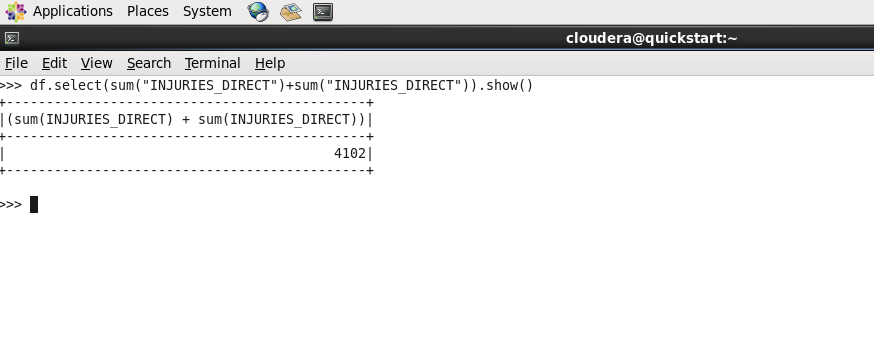 Applications Places System
cloudera@quickstart:~
File Edit View Search Terminal Help
>>> df.select(sum("INJURIES_DIRECT")+sum("INJURIES_DIRECT")).show()
+---------------------------------------------+
|(sum(INJURIES_DIRECT) + sum(INJURIES_DIRECT))|
+---------------------------------------------+
|                                         4102|
+---------------------------------------------+
>>>